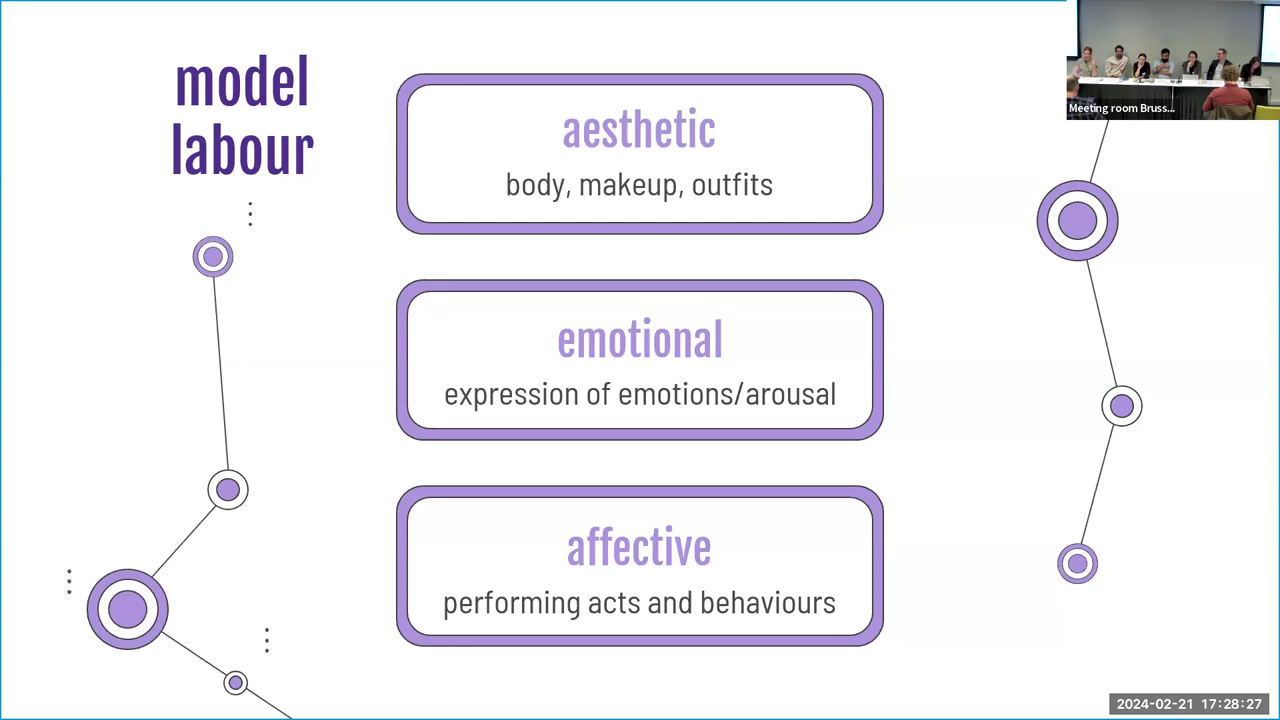 model
labour
aesthetic
body, makeup, outfits
emotional
expression of emotions/arousal
affective
performing acts and behaviours
Meeting room Bruss...
2024-02-21 17:28:27